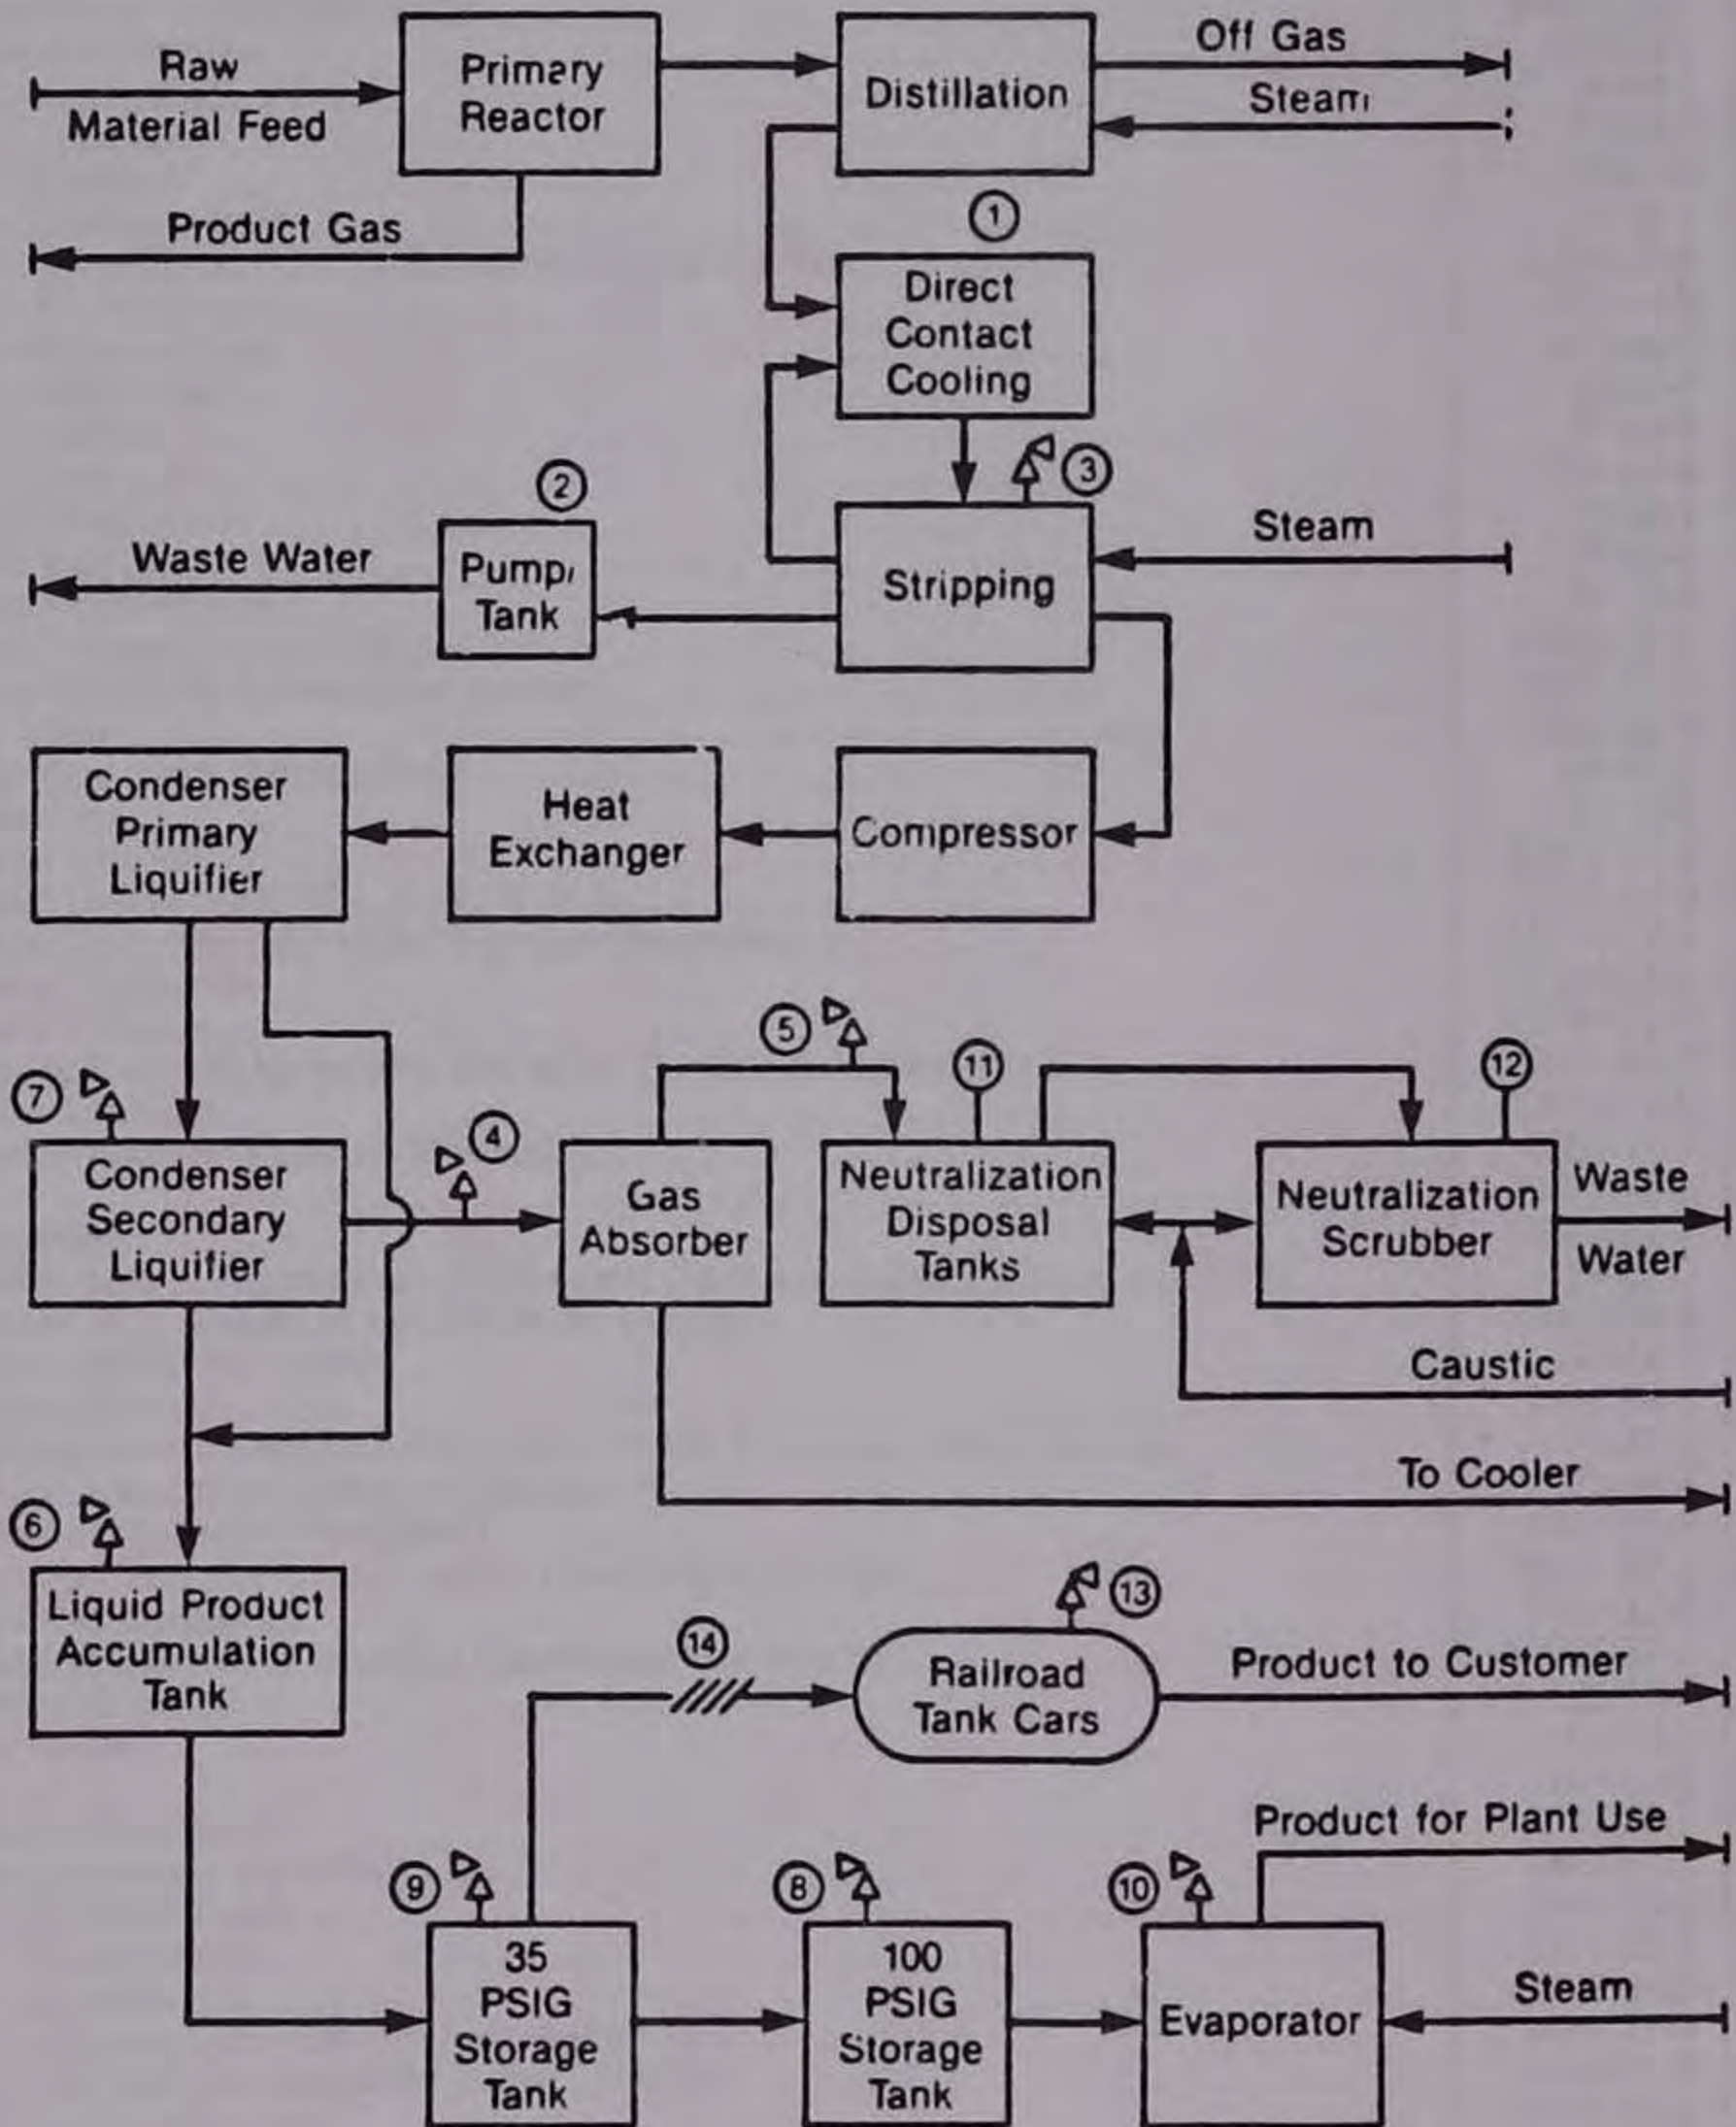 Raw
Material Feed
Primary
Reactor
Distillation
Off Gas
Steam
Product Gas
1
Direct
Contact
Cooling
2
3
Waste Water
Pump
Tank
Stripping
Steam
Condenser
Primary
Liquifier
Heat
Exchanger
Compressor
5
11
12
7
4
Condenser
Secondary
Liquifier
Gas
Absorber
Neutralization
Disposal
Tanks
Neutralization
Scrubber
Waste
Water
Caustic
To Cooler
6
Liquid Product
Accumulation
Tank
14
13
Railroad
Tank Cars
Product to Customer
Product for Plant Use
9
8
10
35
PSIG
Storage
Tank
100
PSIG
Storage
Tank
Evaporator
Steam